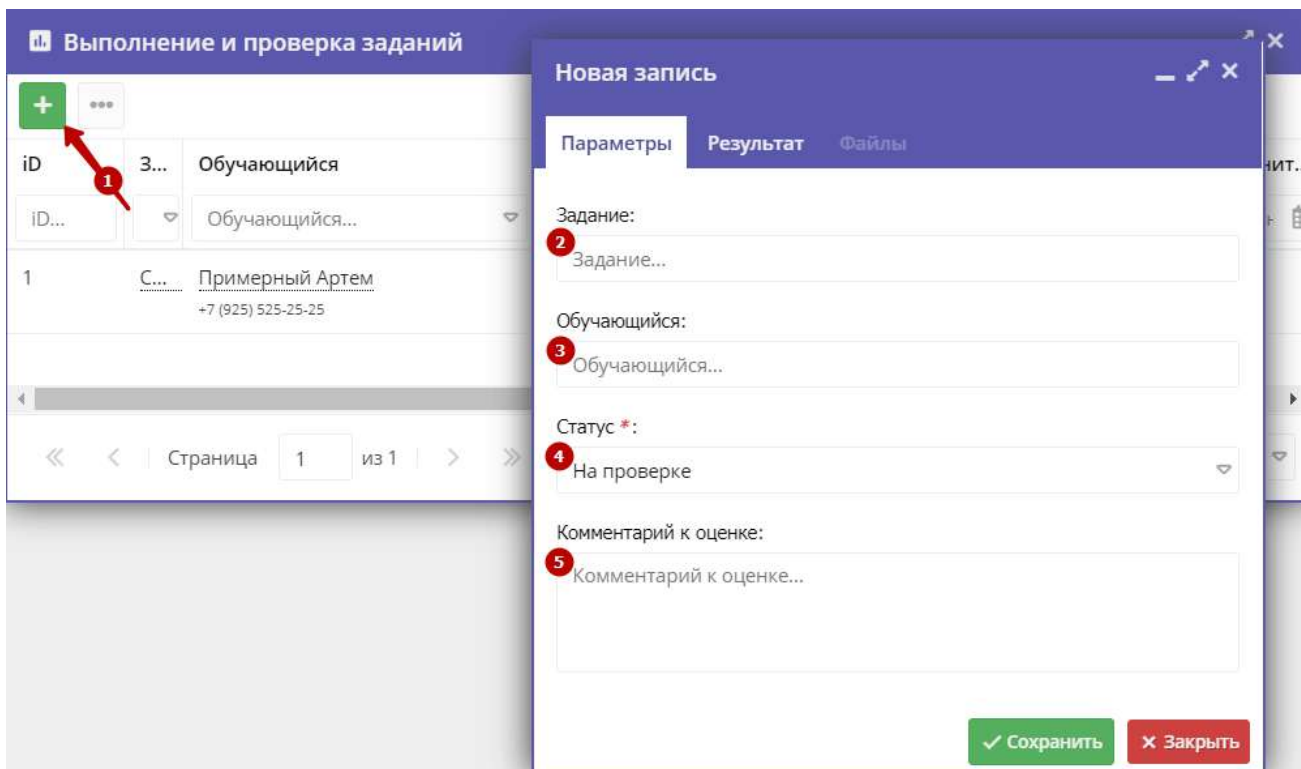 Выполнение и проверка заданий
iD
З...
Обучающийся
iD...
Обучающийся...
1
С...
Примерный Артем
+7 (925) 525-25-25
Страница 1 из 1
1
Новая запись
Параметры Результат Файлы
Задание:
2
Задание...
Обучающийся:
3
Обучающийся...
Статус *:
4
На проверке
Комментарий к оценке:
5
Комментарий к оценке...
Сохранить
Закрыть